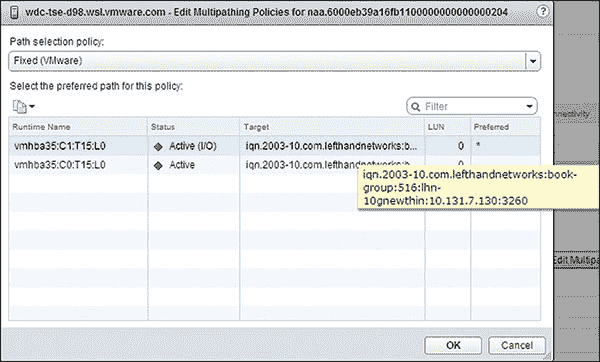 wdc-tse-d98.wsl.vmware.com - Edit Multipathing Policies for naa.6000eb39a16fb1100000000000000204
Path selection policy:
Fixed (VMware)
Select the preferred path for this policy:
Filter
Runtime Name Status Target LUN Preferred
vmhba35:C1:T15:L0 Active (I/O) iqn.2003-10.com.lefthandnetworks:b... 0 *
vmhba35:C0:T15:L0 Active iqn.2003-10.com.lefthandnetworks:b... 0
iqn.2003-10.com.lefthandnetworks:book-
group:516:lhn-
10gnewthin:10.131.7.130:3260
nnectivity
Edit Multipa
OK Cancel